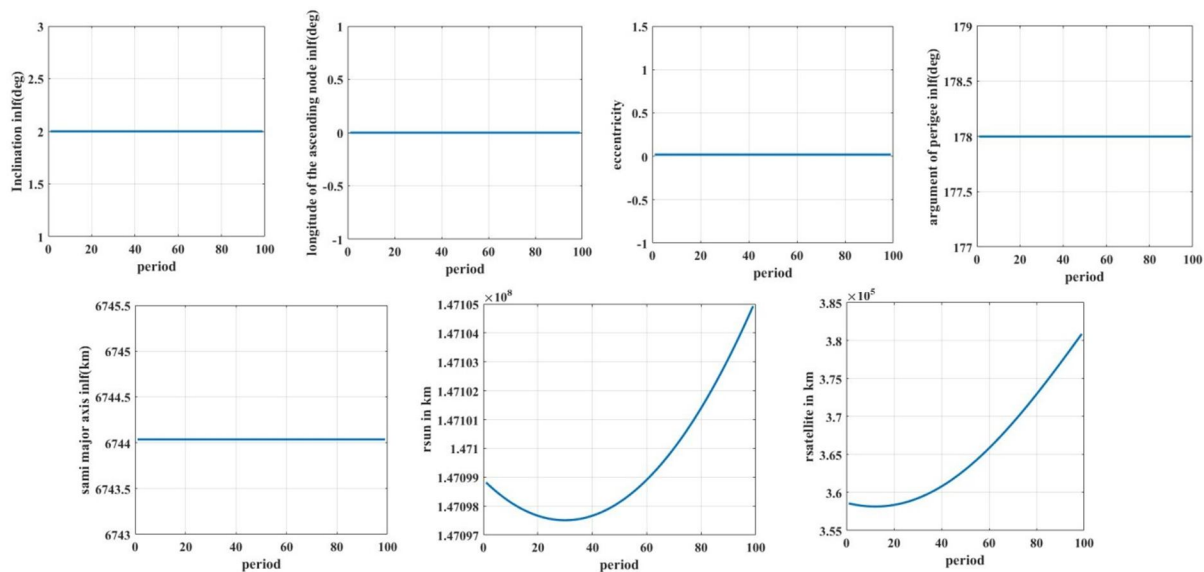 3
2.5
2
1.5
1
0 20 40 60 80 100
period
Inclination inlf(deg)
1
0.5
0
-0.5
-1
0 20 40 60 80 100
period
longitude of the ascending node inlf(deg)
1.5
1
0.5
0
-0.5
-1
0 20 40 60 80 100
period
eccentricity
179
178.5
178
177.5
177
0 20 40 60 80 100
period
argument of perigee inlf(deg)
6745.5
6745
6744.5
6744
6743.5
6743
0 20 40 60 80 100
period
sami major axis inlf(km)
×10^8
1.47105
1.47104
1.47103
1.47102
1.47101
1.471
1.47099
1.47098
1.47097
0 20 40 60 80 100
period
rsun in km
×10^5
3.85
3.8
3.75
3.7
3.65
3.6
3.55
0 20 40 60 80 100
period
rsatellite in km